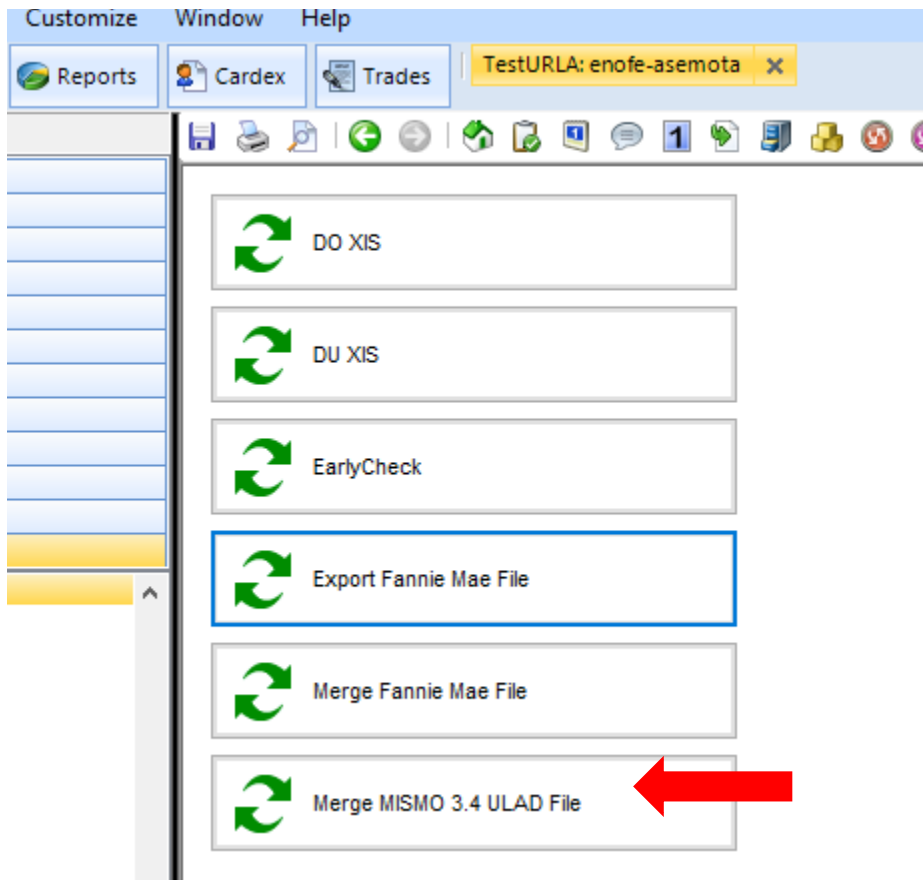 Customize Window Help
Reports Cardex Trades TestURLA: enofe-asemota
1
DO XIS
DU XIS
EarlyCheck
Export Fannie Mae File
Merge Fannie Mae File
Merge MISMO 3.4 ULAD File